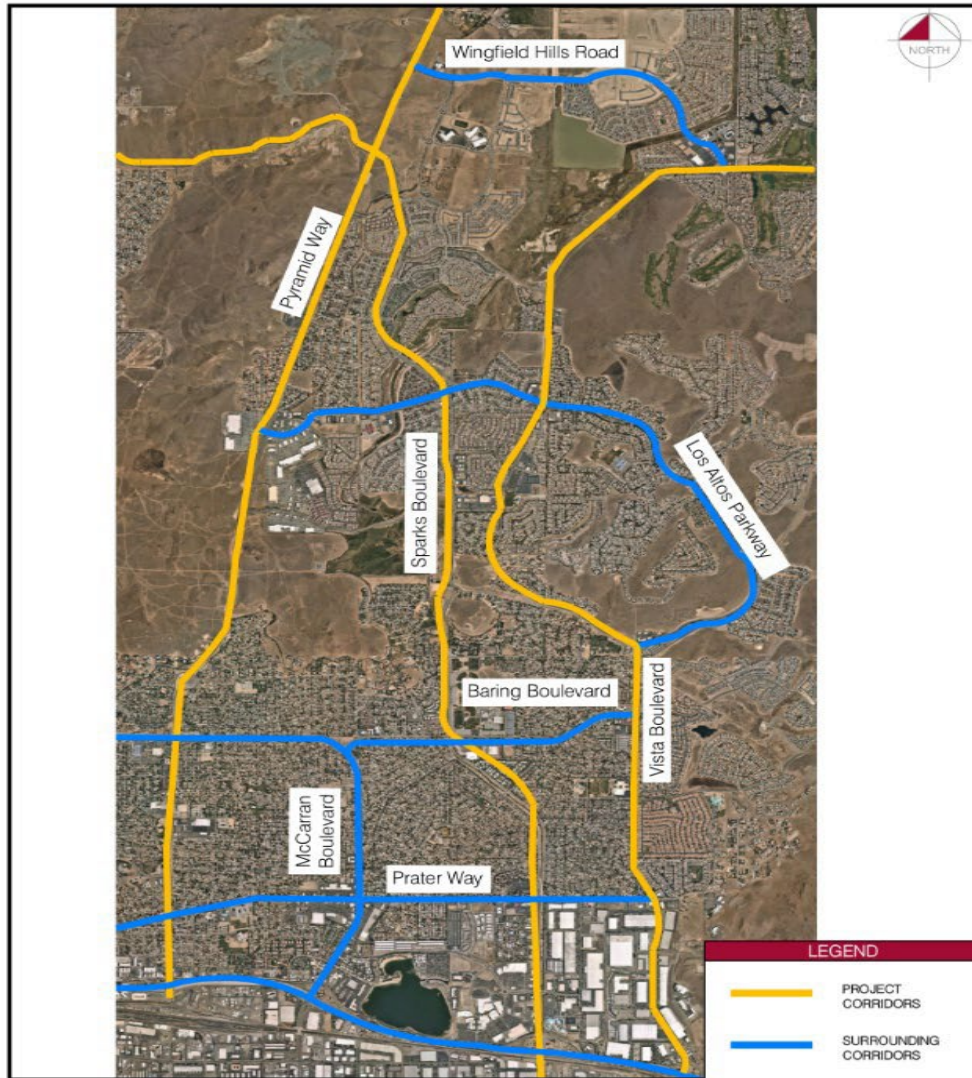 Wingfield Hills Road
NORTH
Pyramid Way
Sparks Boulevard
Los Altos Parkway
Baring Boulevard
Vista Boulevard
McCarran
Boulevard
Prater Way
LEGEND
PROJECT
CORRIDORS
SURROUNDING
CORRIDORS